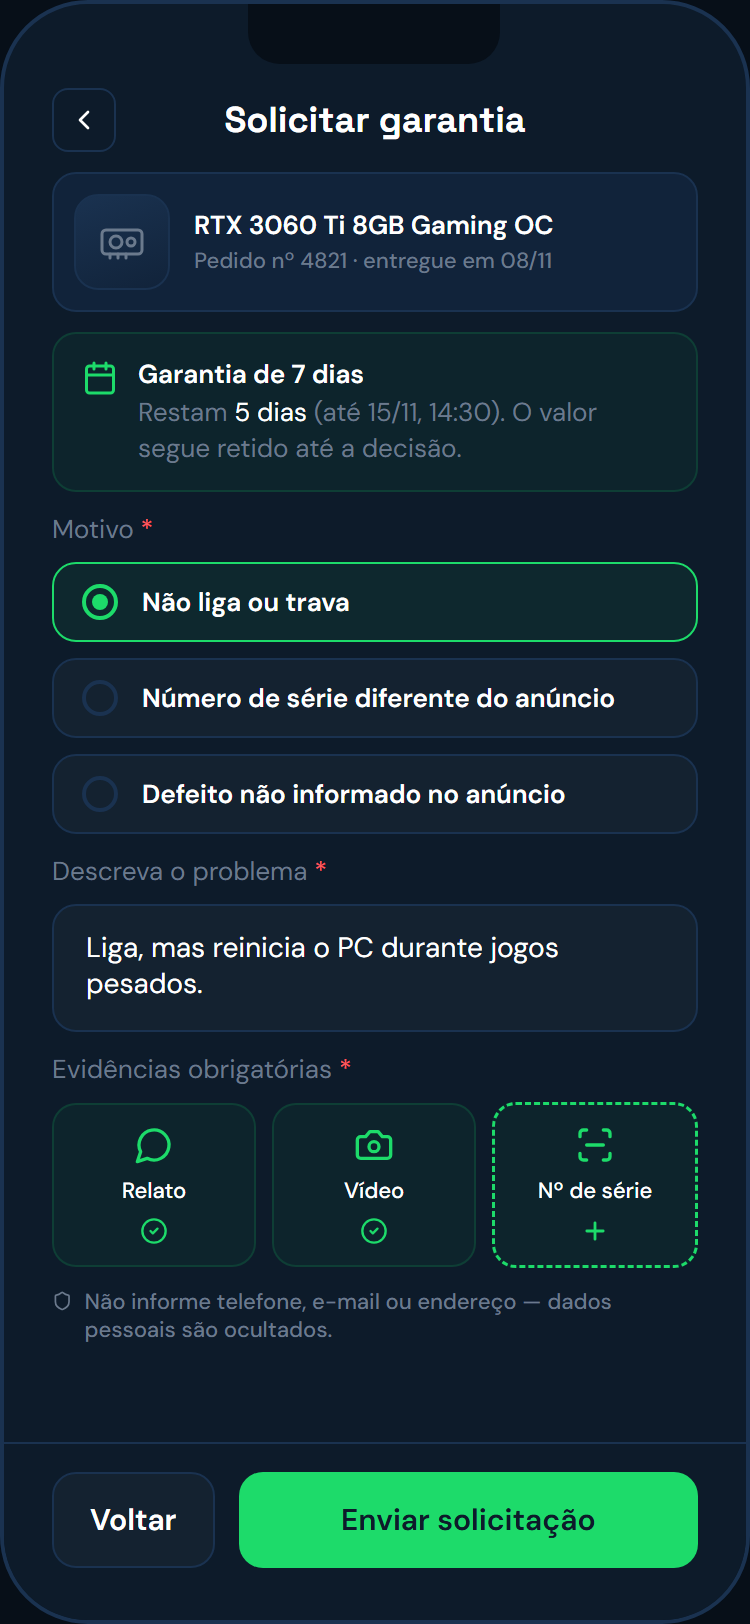 Solicitar garantia
RTX 3060 Ti 8GB Gaming OC
Pedido nº 4821 · entregue em 08/11
Garantia de 7 dias
Restam 5 dias (até 15/11, 14:30). O valor
segue retido até a decisão.
Motivo *
Não liga ou trava
Número de série diferente do anúncio
Defeito não informado no anúncio
Descreva o problema *
Liga, mas reinicia o PC durante jogos
pesados.
Evidências obrigatórias *
Relato Vídeo Nº de série
Não informe telefone, e-mail ou endereço — dados
pessoais são ocultados.
Voltar Enviar solicitação